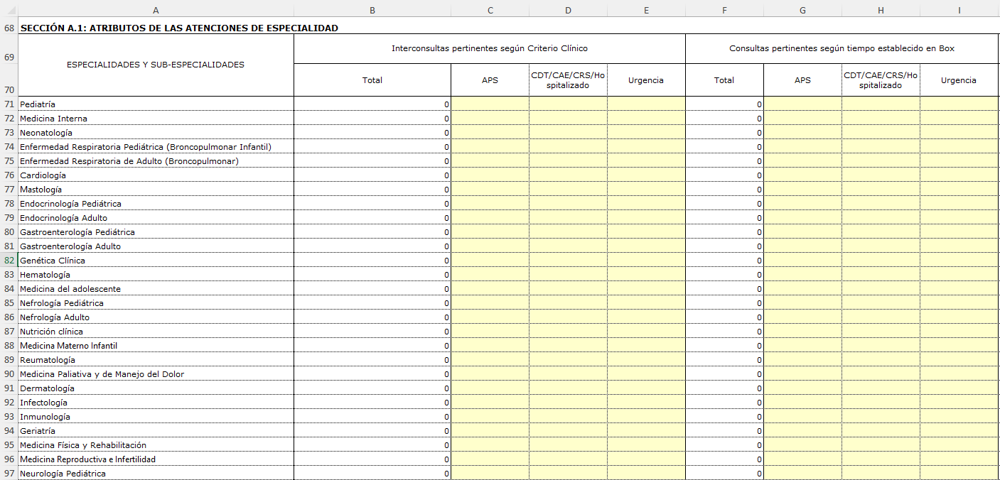 A B C D E F G H I
68 SECCIÓN A.1: ATRIBUTOS DE LAS ATENCIONES DE ESPECIALIDAD
69 ESPECIALIDADES Y SUB-ESPECIALIDADES Interconsultas pertinentes según Criterio Clínico Consultas pertinentes según tiempo establecido en Box
70 Total APS CDT/CAE/CRS/Ho Urgencia Total APS CDT/CAE/CRS/Ho Urgencia
spitalizado spitalizado
71 Pediatría 0 0
72 Medicina Interna 0 0
73 Neonatología 0 0
74 Enfermedad Respiratoria Pediátrica (Broncopulmonar Infantil) 0 0
75 Enfermedad Respiratoria de Adulto (Broncopulmonar) 0 0
76 Cardiología 0 0
77 Mastología 0 0
78 Endocrinología Pediátrica 0 0
79 Endocrinología Adulto 0 0
80 Gastroenterología Pediátrica 0 0
81 Gastroenterología Adulto 0 0
82 Genética Clínica 0 0
83 Hematología 0 0
84 Medicina del adolescente 0 0
85 Nefrología Pediátrica 0 0
86 Nefrología Adulto 0 0
87 Nutrición clínica 0 0
88 Medicina Materno Infantil 0 0
89 Reumatología 0 0
90 Medicina Paliativa y de Manejo del Dolor 0 0
91 Dermatología 0 0
92 Infectología 0 0
93 Inmunología 0 0
94 Geriatría 0 0
95 Medicina Física y Rehabilitación 0 0
96 Medicina Reproductiva e Infertilidad 0 0
97 Neurología Pediátrica 0 0